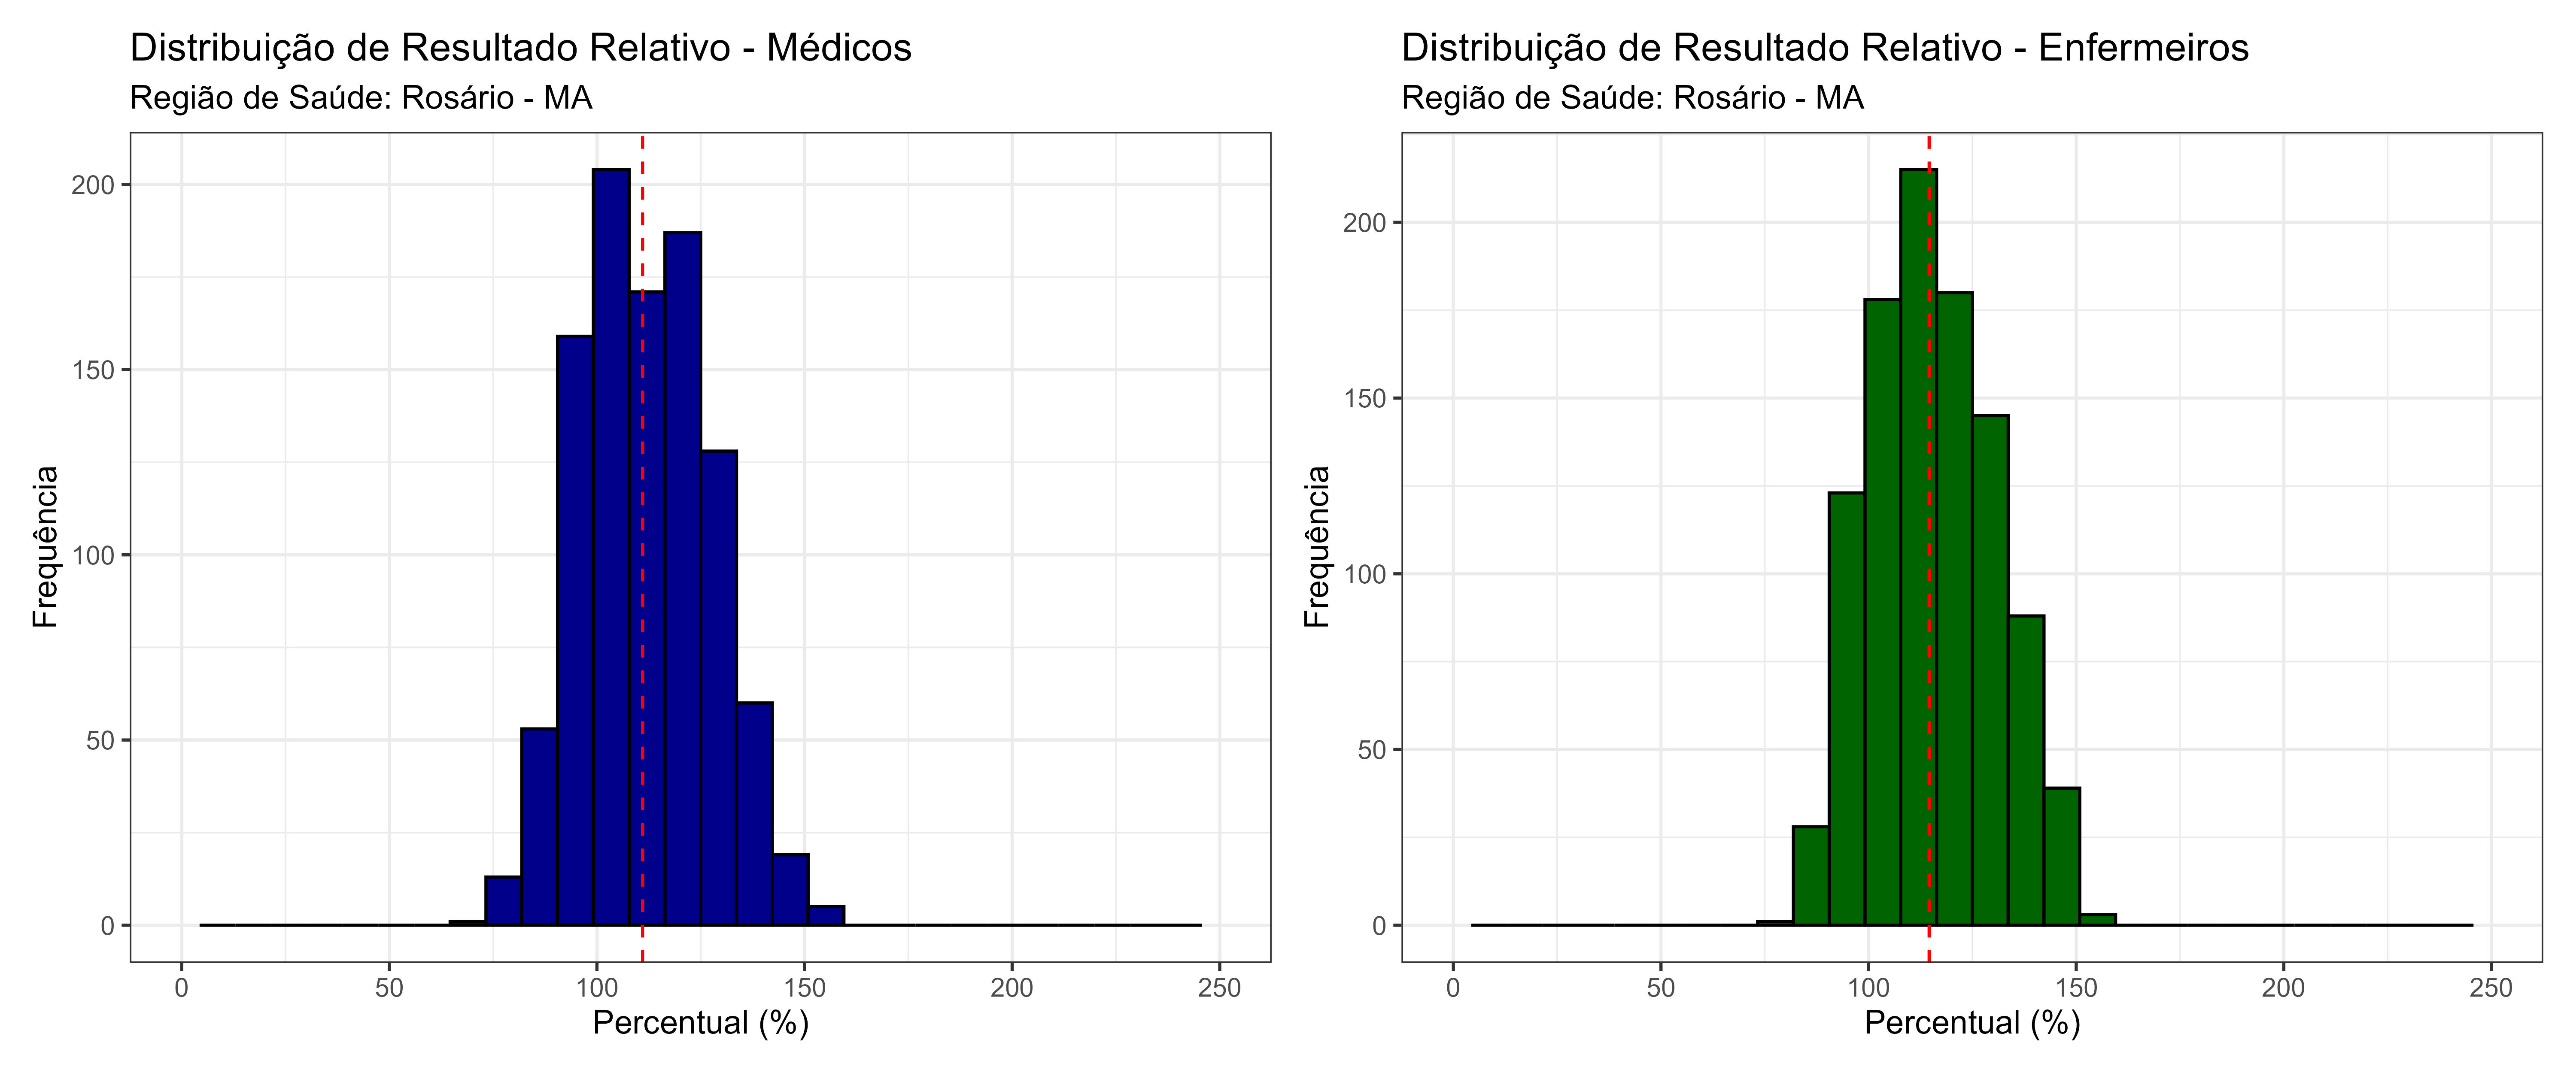 Distribuição de Resultado Relativo - Médicos
Região de Saúde: Rosário - MA
Frequência
200
150
100
50
0
0 50 100 150 200 250
Percentual (%)
Distribuição de Resultado Relativo - Enfermeiros
Região de Saúde: Rosário - MA
Frequência
200
150
100
50
0
0 50 100 150 200 250
Percentual (%)